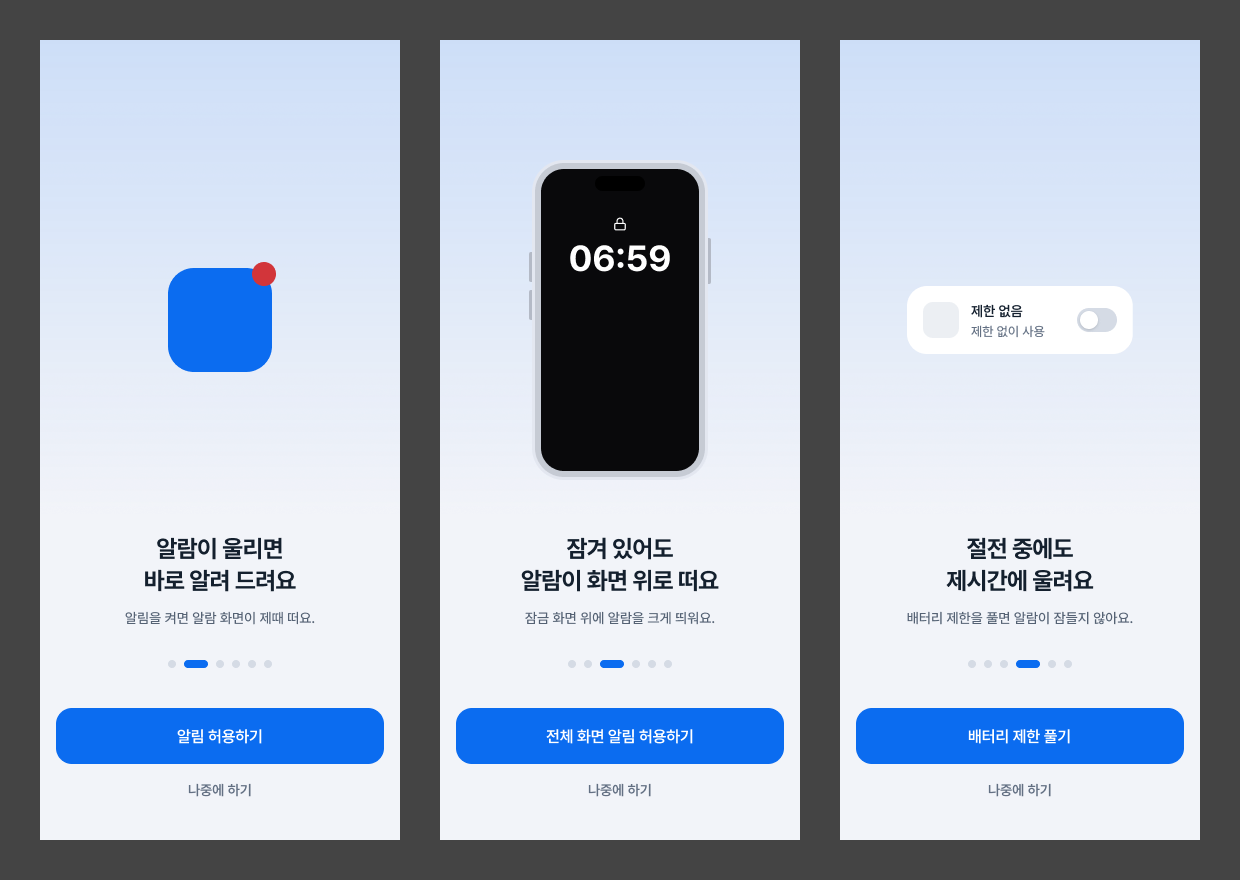 알람이 울리면
바로 알려 드려요
알림을 켜면 알람 화면이 제때 떠요.
알림 허용하기
나중에 하기
06:59
잠겨 있어도
알람이 화면 위로 떠요
잠금 화면 위에 알람을 크게 띄워요.
전체 화면 알림 허용하기
나중에 하기
제한 없음
제한 없이 사용
절전 중에도
제시간에 울려요
배터리 제한을 풀면 알람이 잠들지 않아요.
배터리 제한 풀기
나중에 하기